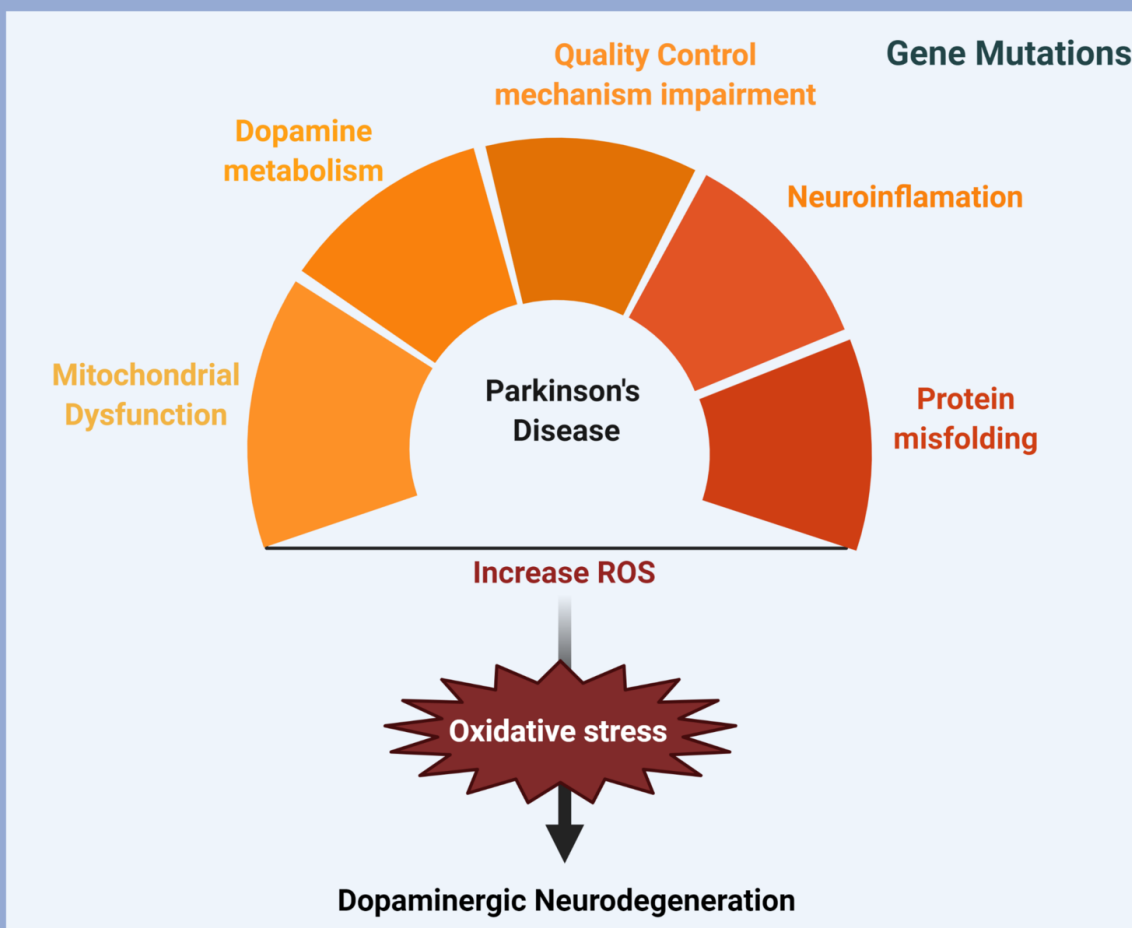 Gene Mutations
Quality Control
mechanism impairment
Dopamine
metabolism
Neuroinflamation
Mitochondrial
Dysfunction
Parkinson's
Disease
Protein
misfolding
Increase ROS
Oxidative stress
Dopaminergic Neurodegeneration